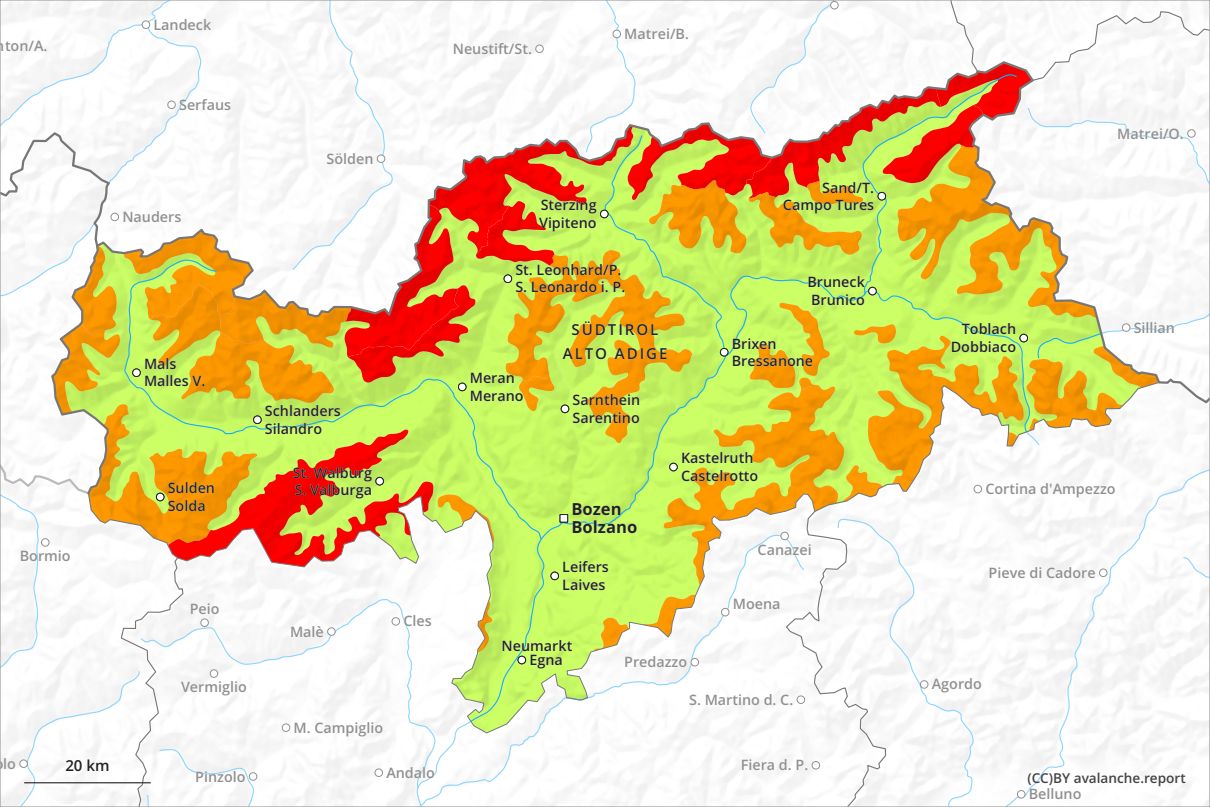 Landeck
nton/A.
Neustift/St.
Matrei/B.
Serfaus
Matrei/O.
Sölden
Nauders
Sand/T.
Campo Tures
Sterzing
Vipiteno
St. Leonhard/P.
S. Leonardo i. P.
Bruneck
Brunico
SÜDTIROL
ALTO ADIGE
Toblach
Dobbiaco
Sillian
Brixen
Bressanone
Mals
Malles V.
Meran
Merano
Schlanders
Silandro
Sarnthein
Sarentino
Kastelruth
Castelrotto
St. Walburg
S. Valburga
Sulden
Solda
Cortina d'Ampezzo
Bozen
Bolzano
Bormio
Canazei
Leifers
Laives
Pieve di Cadore
Peio
Moena
Malè
Cles
Neumarkt
Egna
Predazzo
Vermiglio
Agordo
S. Martino d. C.
M. Campiglio
20 km
Fiera d. P.
olo
Pinzolo
Andalo
(CC)BY avalanche.report
Belluno